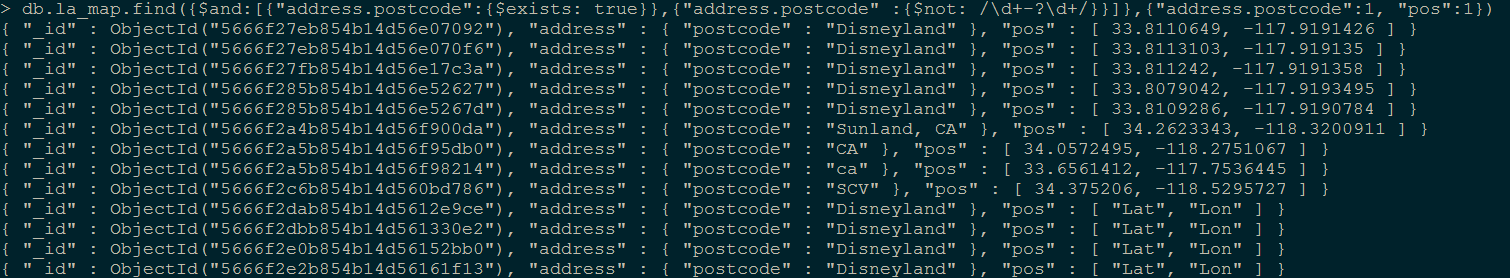 > db.la_map.find({$and:[{"address.postcode":{$exists: true}},{"address.postcode" :{$not: /\d+-?\d+/}}]},{"address.postcode":1, "pos":1})
{ "_id" : ObjectId("5666f27eb854b14d56e07092"), "address" : { "postcode" : "Disneyland" }, "pos" : [ 33.8110649, -117.9191426 ] }
{ "_id" : ObjectId("5666f27eb854b14d56e070f6"), "address" : { "postcode" : "Disneyland" }, "pos" : [ 33.8113103, -117.919135 ] }
{ "_id" : ObjectId("5666f27fb854b14d56e17c3a"), "address" : { "postcode" : "Disneyland" }, "pos" : [ 33.811242, -117.9191358 ] }
{ "_id" : ObjectId("5666f285b854b14d56e52627"), "address" : { "postcode" : "Disneyland" }, "pos" : [ 33.8079042, -117.9193495 ] }
{ "_id" : ObjectId("5666f285b854b14d56e5267d"), "address" : { "postcode" : "Disneyland" }, "pos" : [ 33.8109286, -117.9190784 ] }
{ "_id" : ObjectId("5666f2a4b854b14d56f900da"), "address" : { "postcode" : "Sunland, CA" }, "pos" : [ 34.2623343, -118.3200911 ] }
{ "_id" : ObjectId("5666f2a5b854b14d56f95db0"), "address" : { "postcode" : "CA" }, "pos" : [ 34.0572495, -118.2751067 ] }
{ "_id" : ObjectId("5666f2a5b854b14d56f98214"), "address" : { "postcode" : "ca" }, "pos" : [ 33.6561412, -117.7536445 ] }
{ "_id" : ObjectId("5666f2c6b854b14d560bd786"), "address" : { "postcode" : "SCV" }, "pos" : [ 34.375206, -118.5295727 ] }
{ "_id" : ObjectId("5666f2dab854b14d5612e9ce"), "address" : { "postcode" : "Disneyland" }, "pos" : [ "Lat", "Lon" ] }
{ "_id" : ObjectId("5666f2dbb854b14d561330e2"), "address" : { "postcode" : "Disneyland" }, "pos" : [ "Lat", "Lon" ] }
{ "_id" : ObjectId("5666f2e0b854b14d56152bb0"), "address" : { "postcode" : "Disneyland" }, "pos" : [ "Lat", "Lon" ] }
{ "_id" : ObjectId("5666f2e2b854b14d56161f13"), "address" : { "postcode" : "Disneyland" }, "pos" : [ "Lat", "Lon" ] }